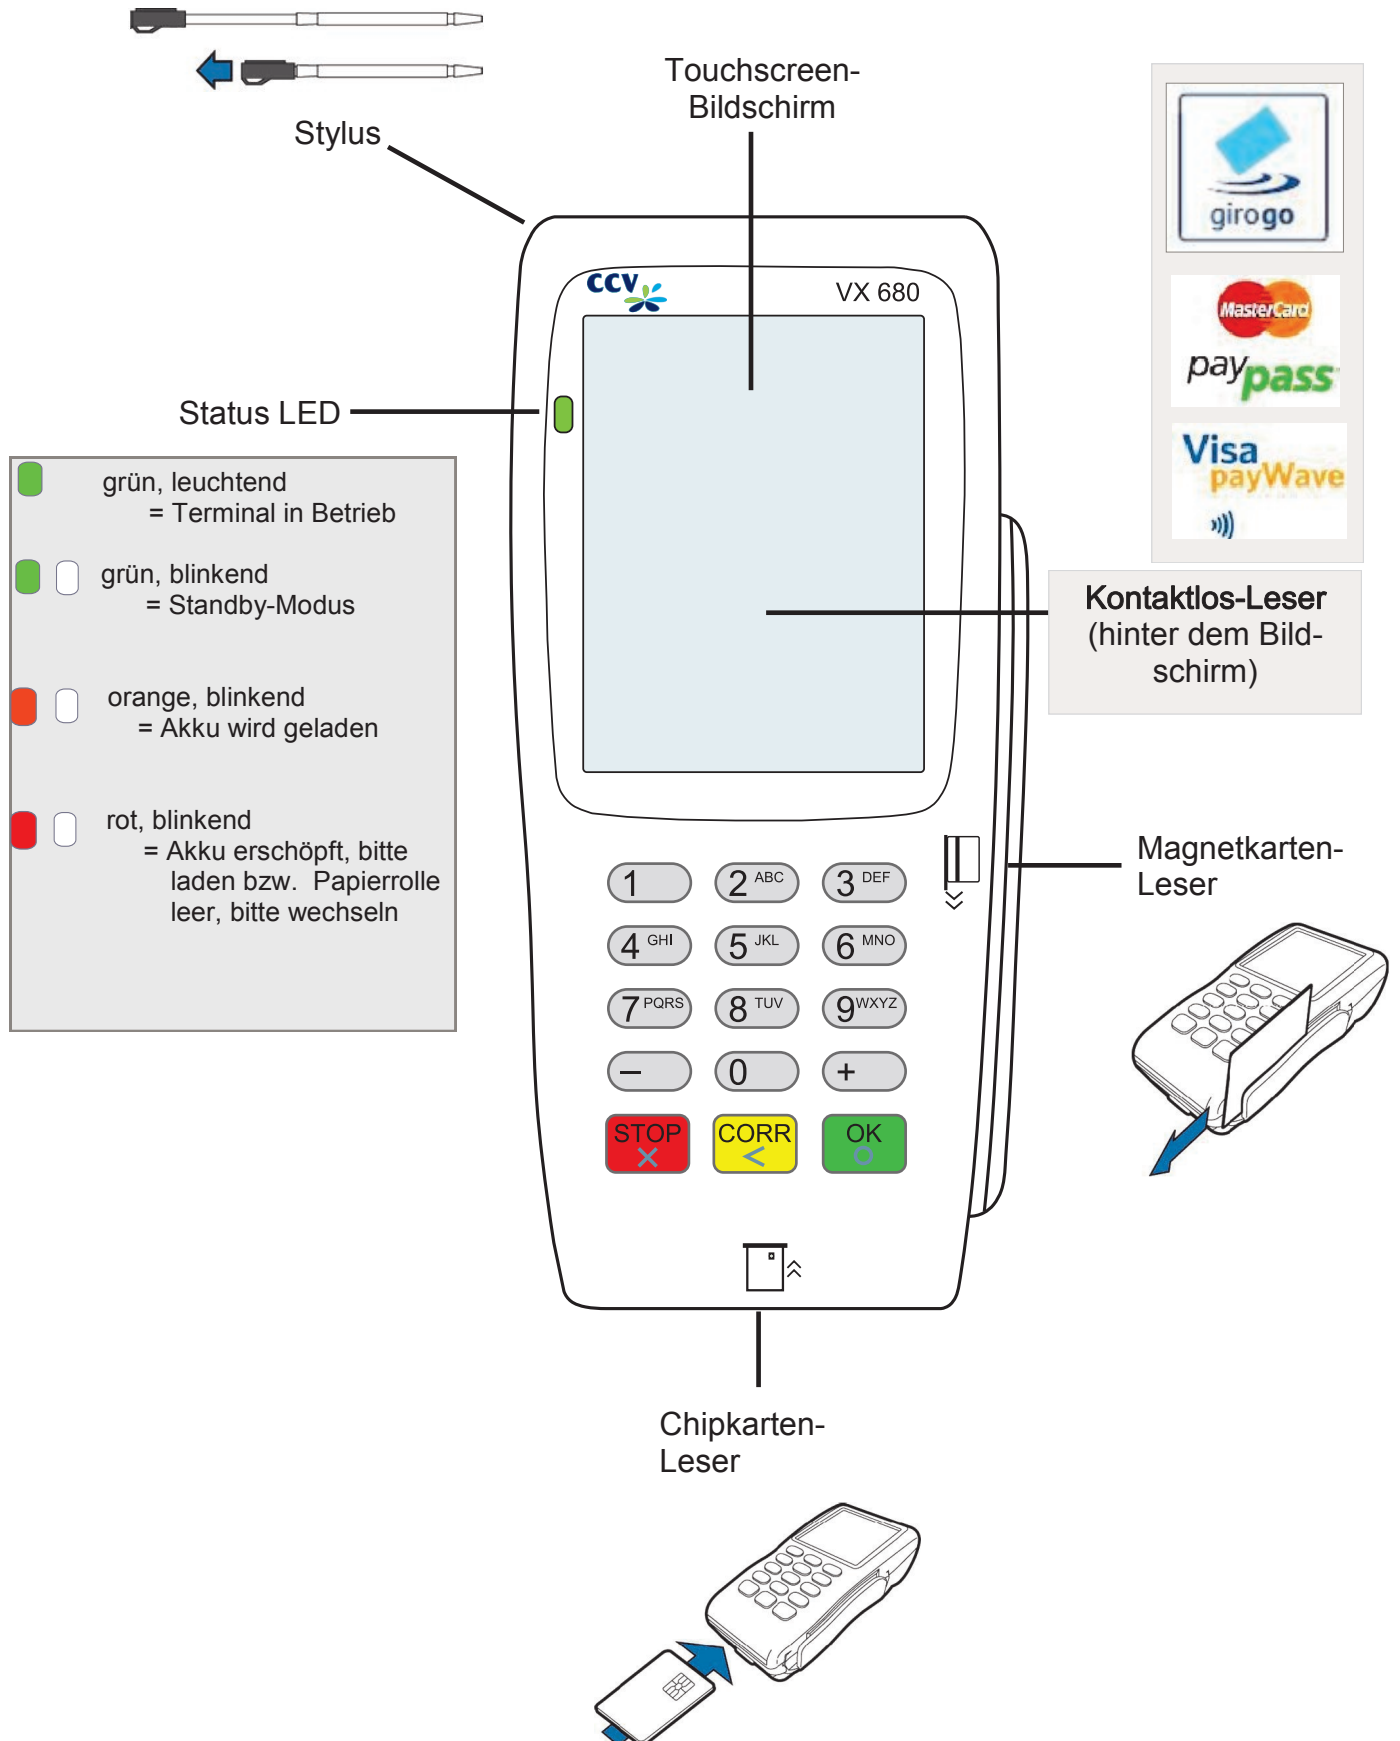 Touchscreen-
Bildschirm
Stylus
girogo
CCV
VX 680
MasterCard
paypass
Status LED
Visa
payWave
grün, leuchtend
= Terminal in Betrieb
grün, blinkend
= Standby-Modus
Kontaktlos-Leser
(hinter dem Bild-
schirm)
orange, blinkend
= Akku wird geladen
rot, blinkend
= Akku erschöpft, bitte
laden bzw. Papierrolle
leer, bitte wechseln
Magnetkarten-
Leser
1 2 ABC 3 DEF
4 GHI 5 JKL 6 MNO
7 PQRS 8 TUV 9 WXYZ
– 0 +
STOP CORR OK
X < O
Chipkarten-
Leser